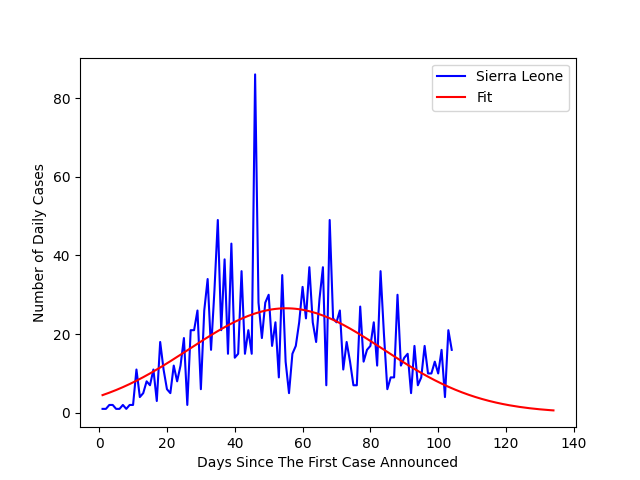 Sierra Leone
Fit
80
60
40
20
0
Number of Daily Cases
0 20 40 60 80 100 120 140
Days Since The First Case Announced